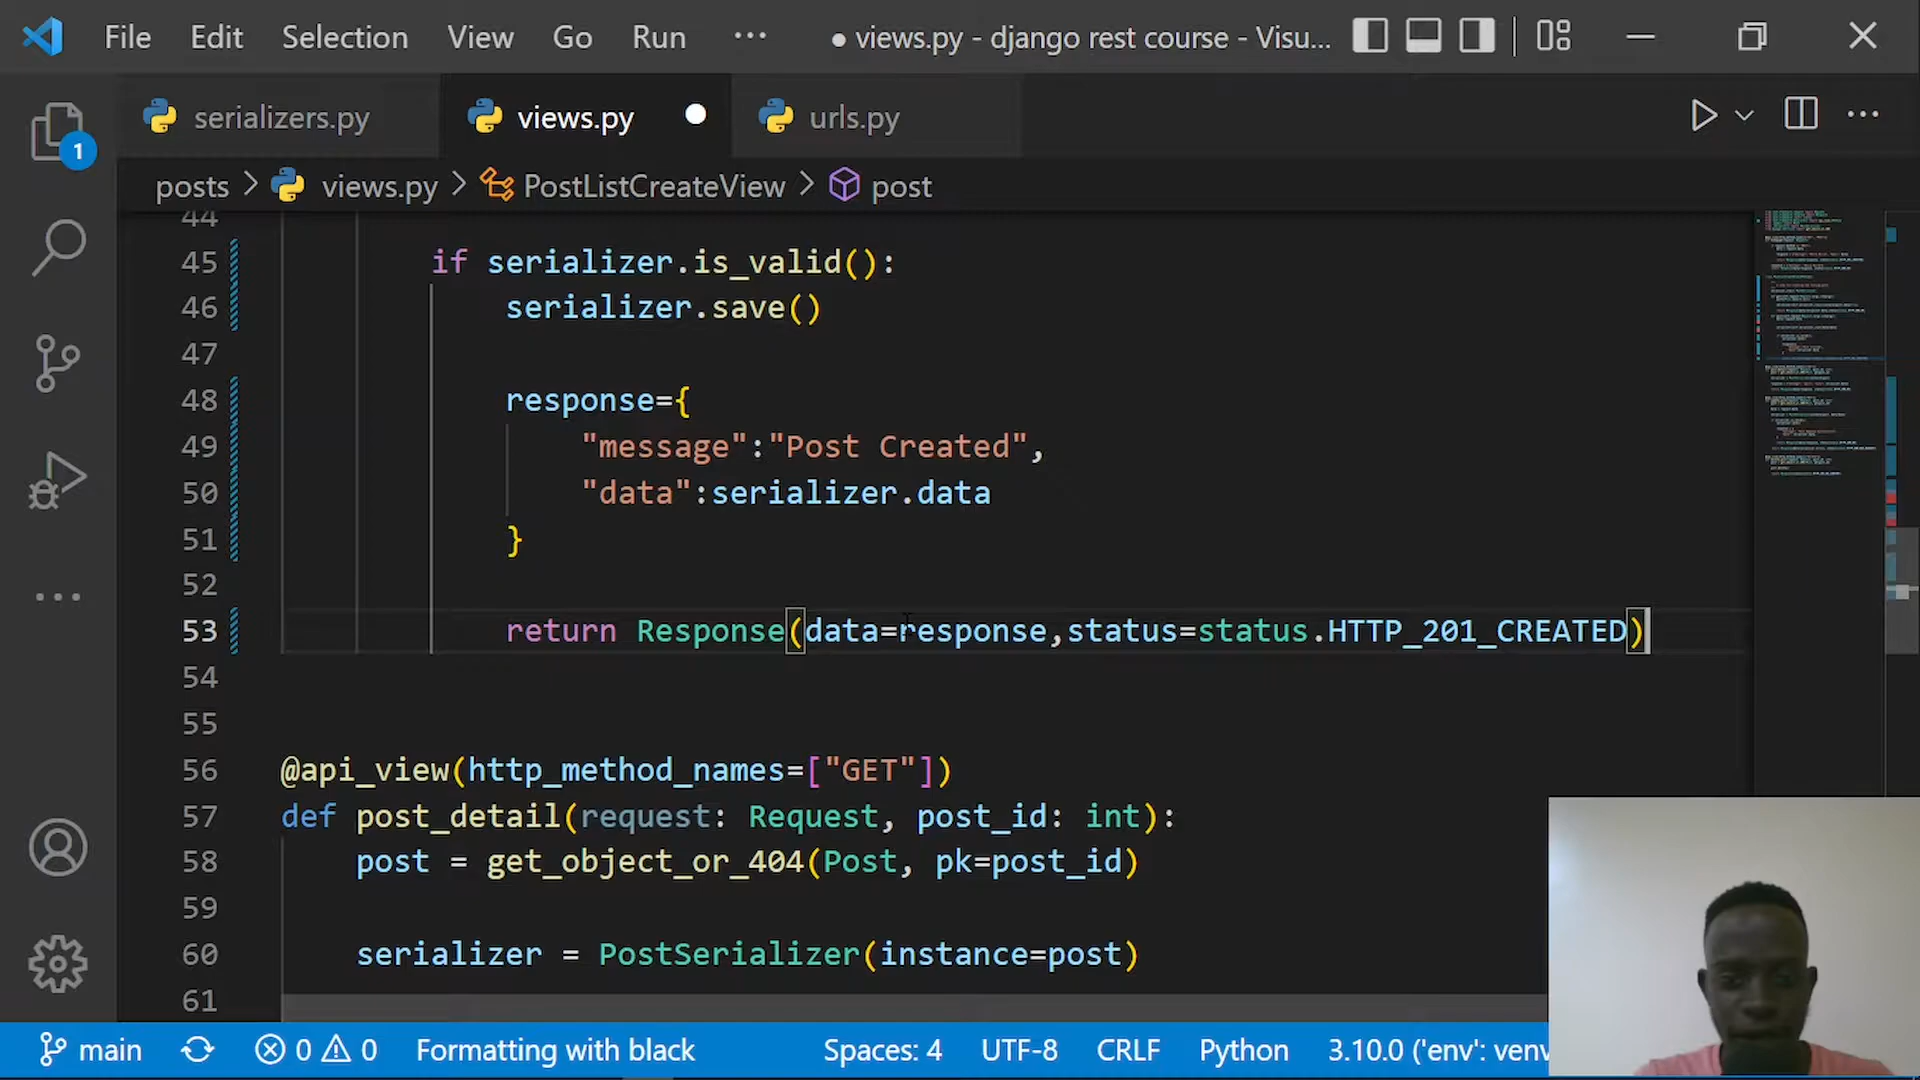 File Edit Selection View Go Run ··· ● views.py - django rest course - Visu...
serializers.py views.py urls.py
1
posts > views.py > PostListCreateView > post
44
45 if serializer.is_valid():
46 serializer.save()
47
48 response={
49 "message":"Post Created",
50 "data":serializer.data
51 }
52
53 return Response(data=response,status=status.HTTP_201_CREATED)
54
55
56 @api_view(http_method_names=["GET"])
57 def post_detail(request: Request, post_id: int):
58 post = get_object_or_404(Post, pk=post_id)
59
60 serializer = PostSerializer(instance=post)
61
main 0 0 Formatting with black Spaces: 4 UTF-8 CRLF Python 3.10.0 ('env': venv